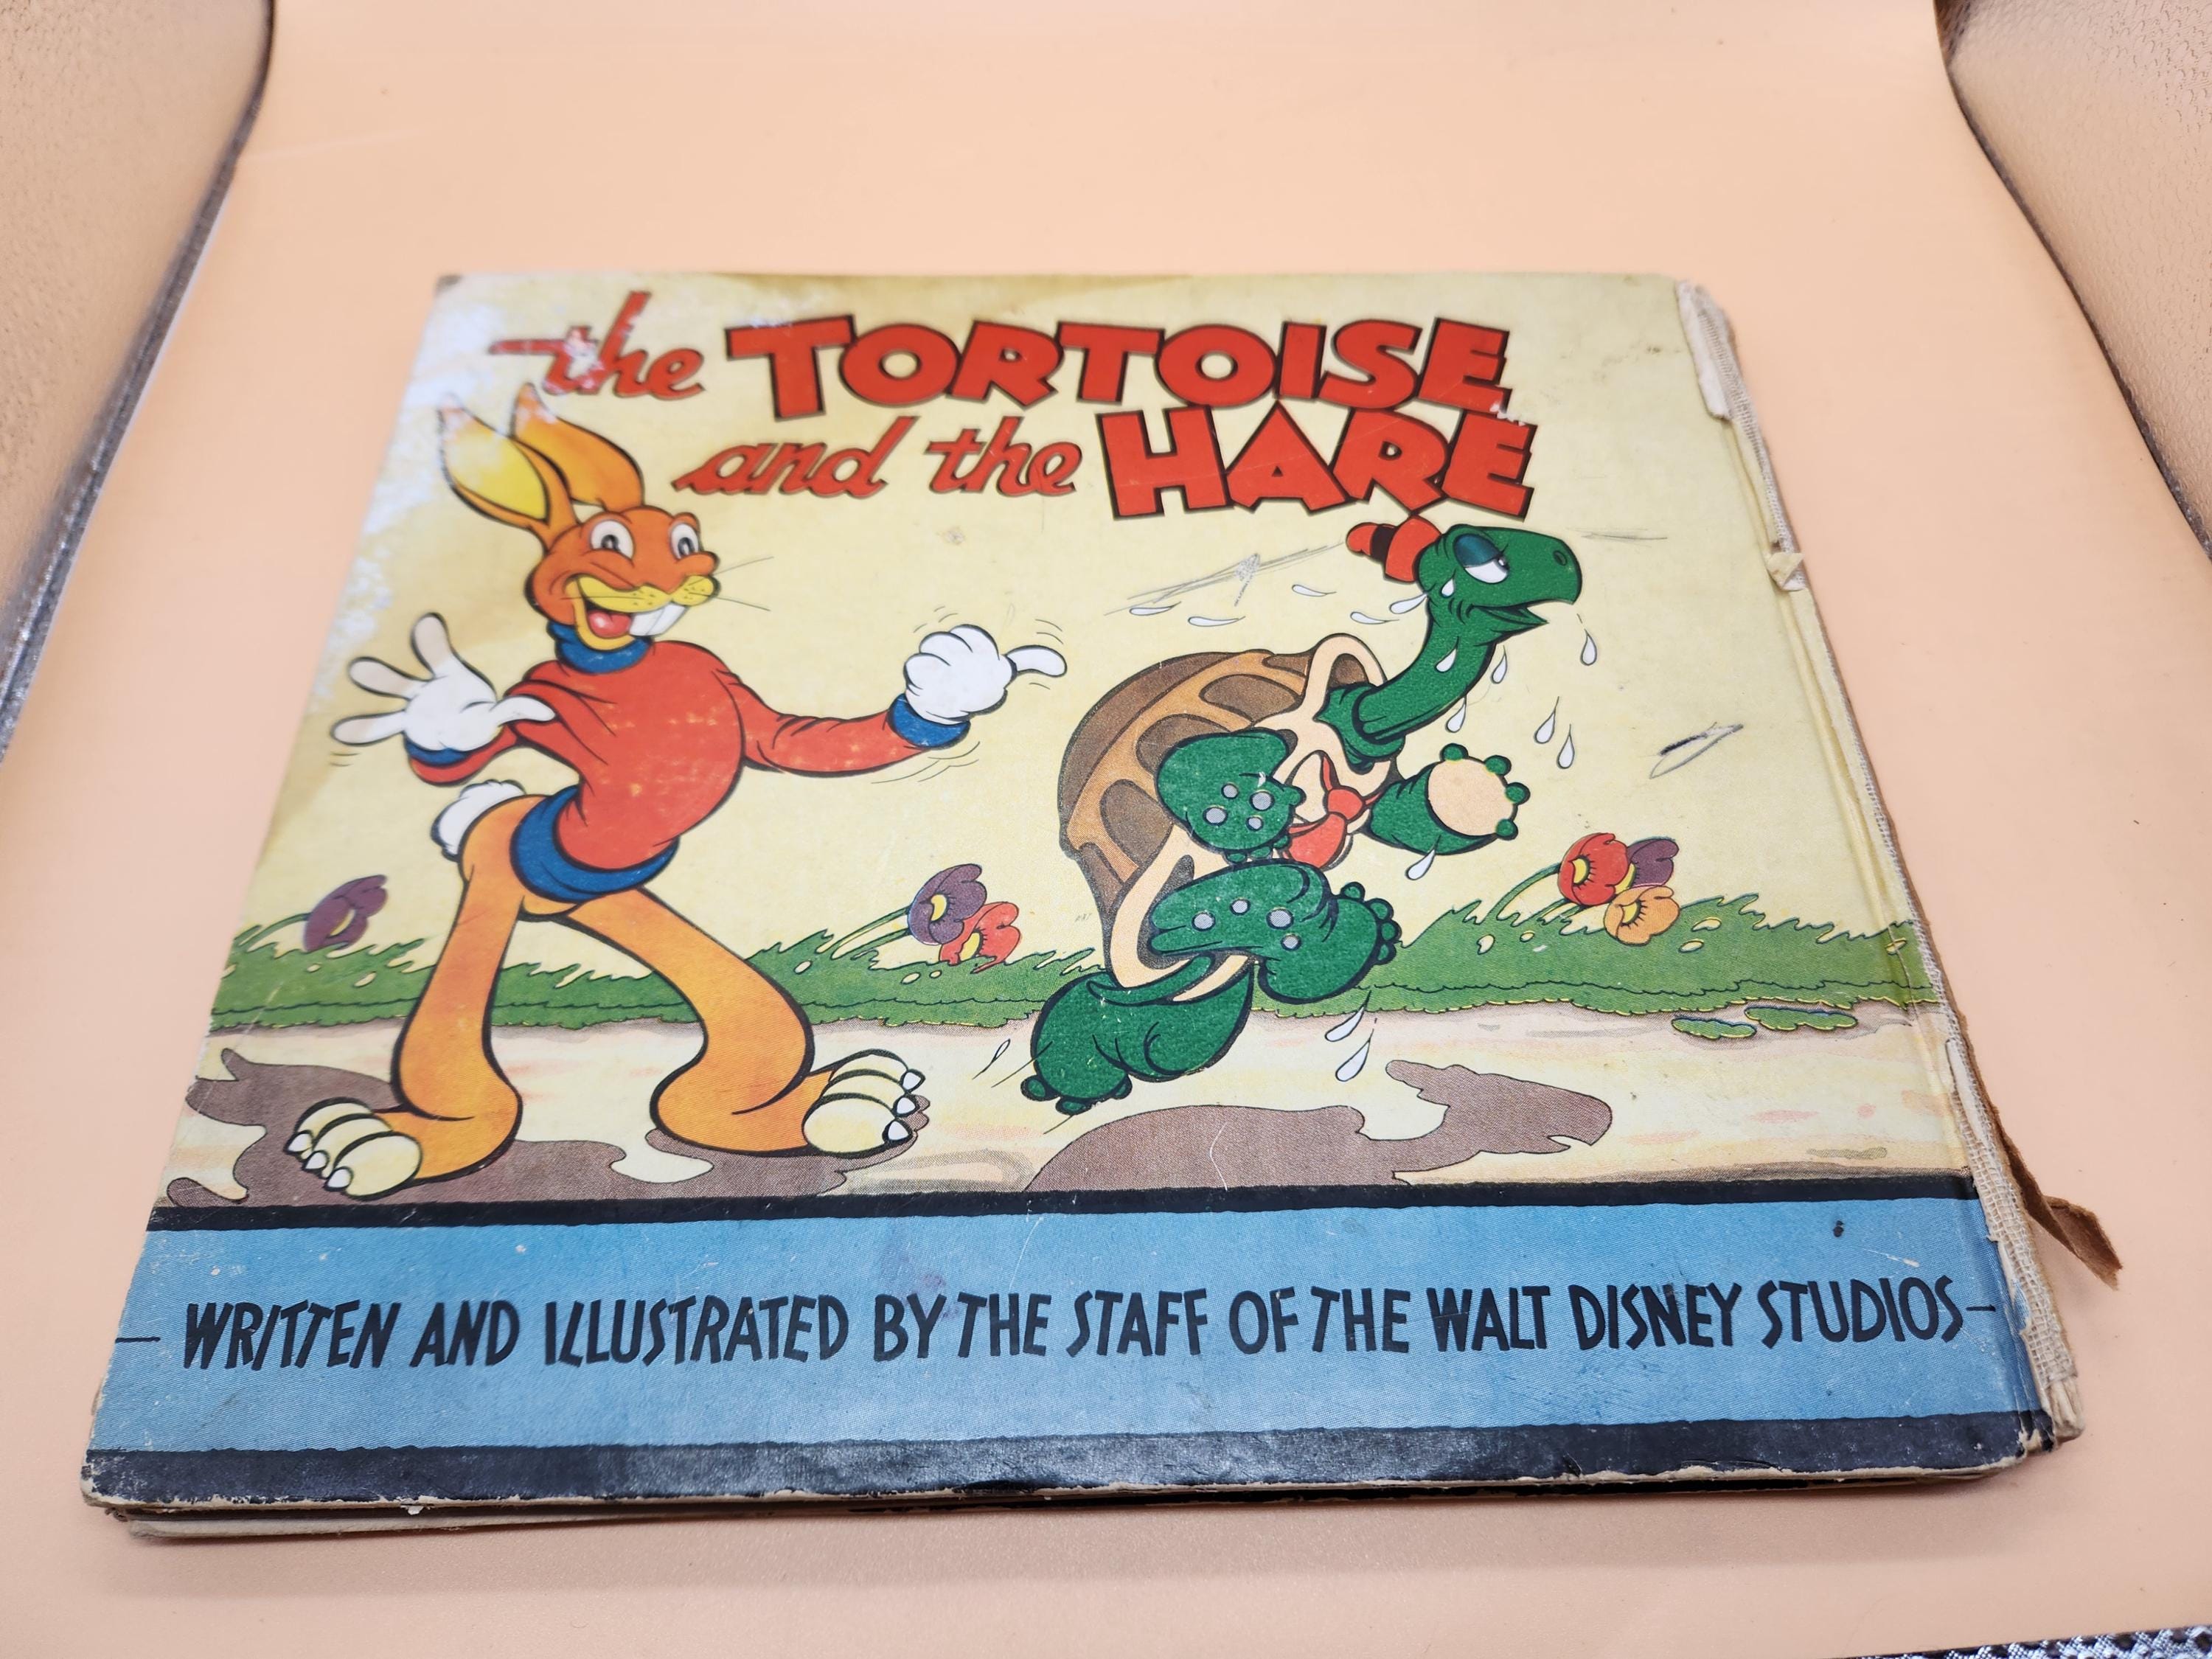 the TORTOISE
and the HARE
- WRITTEN AND ILLUSTRATED BY THE STAFF OF THE WALT DISNEY STUDIOS -